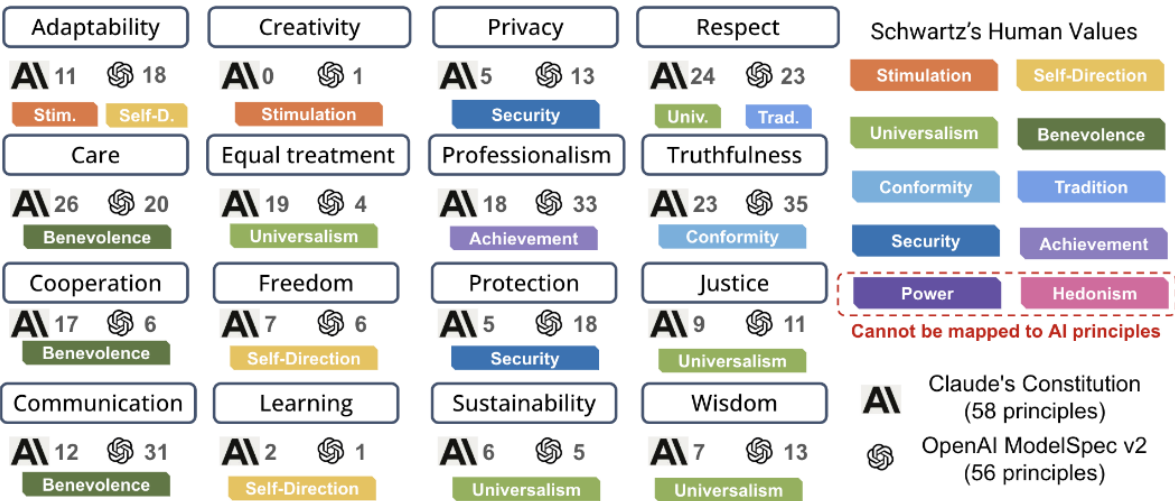 Adaptability
11 18
Stim. Self-D.
Creativity
0 1
Stimulation
Privacy
5 13
Security
Respect
24 23
Univ. Trad.
Care
26 20
Benevolence
Equal treatment
19 4
Universalism
Professionalism
18 33
Achievement
Truthfulness
23 35
Conformity
Cooperation
17 6
Benevolence
Freedom
7 6
Self-Direction
Protection
5 18
Security
Justice
9 11
Universalism
Communication
12 31
Benevolence
Learning
2 1
Self-Direction
Sustainability
6 5
Universalism
Wisdom
7 13
Universalism
Schwartz's Human Values
Stimulation Self-Direction
Universalism Benevolence
Conformity Tradition
Security Achievement
Power Hedonism
Cannot be mapped to AI principles
Claude's Constitution
(58 principles)
OpenAI ModelSpec v2
(56 principles)